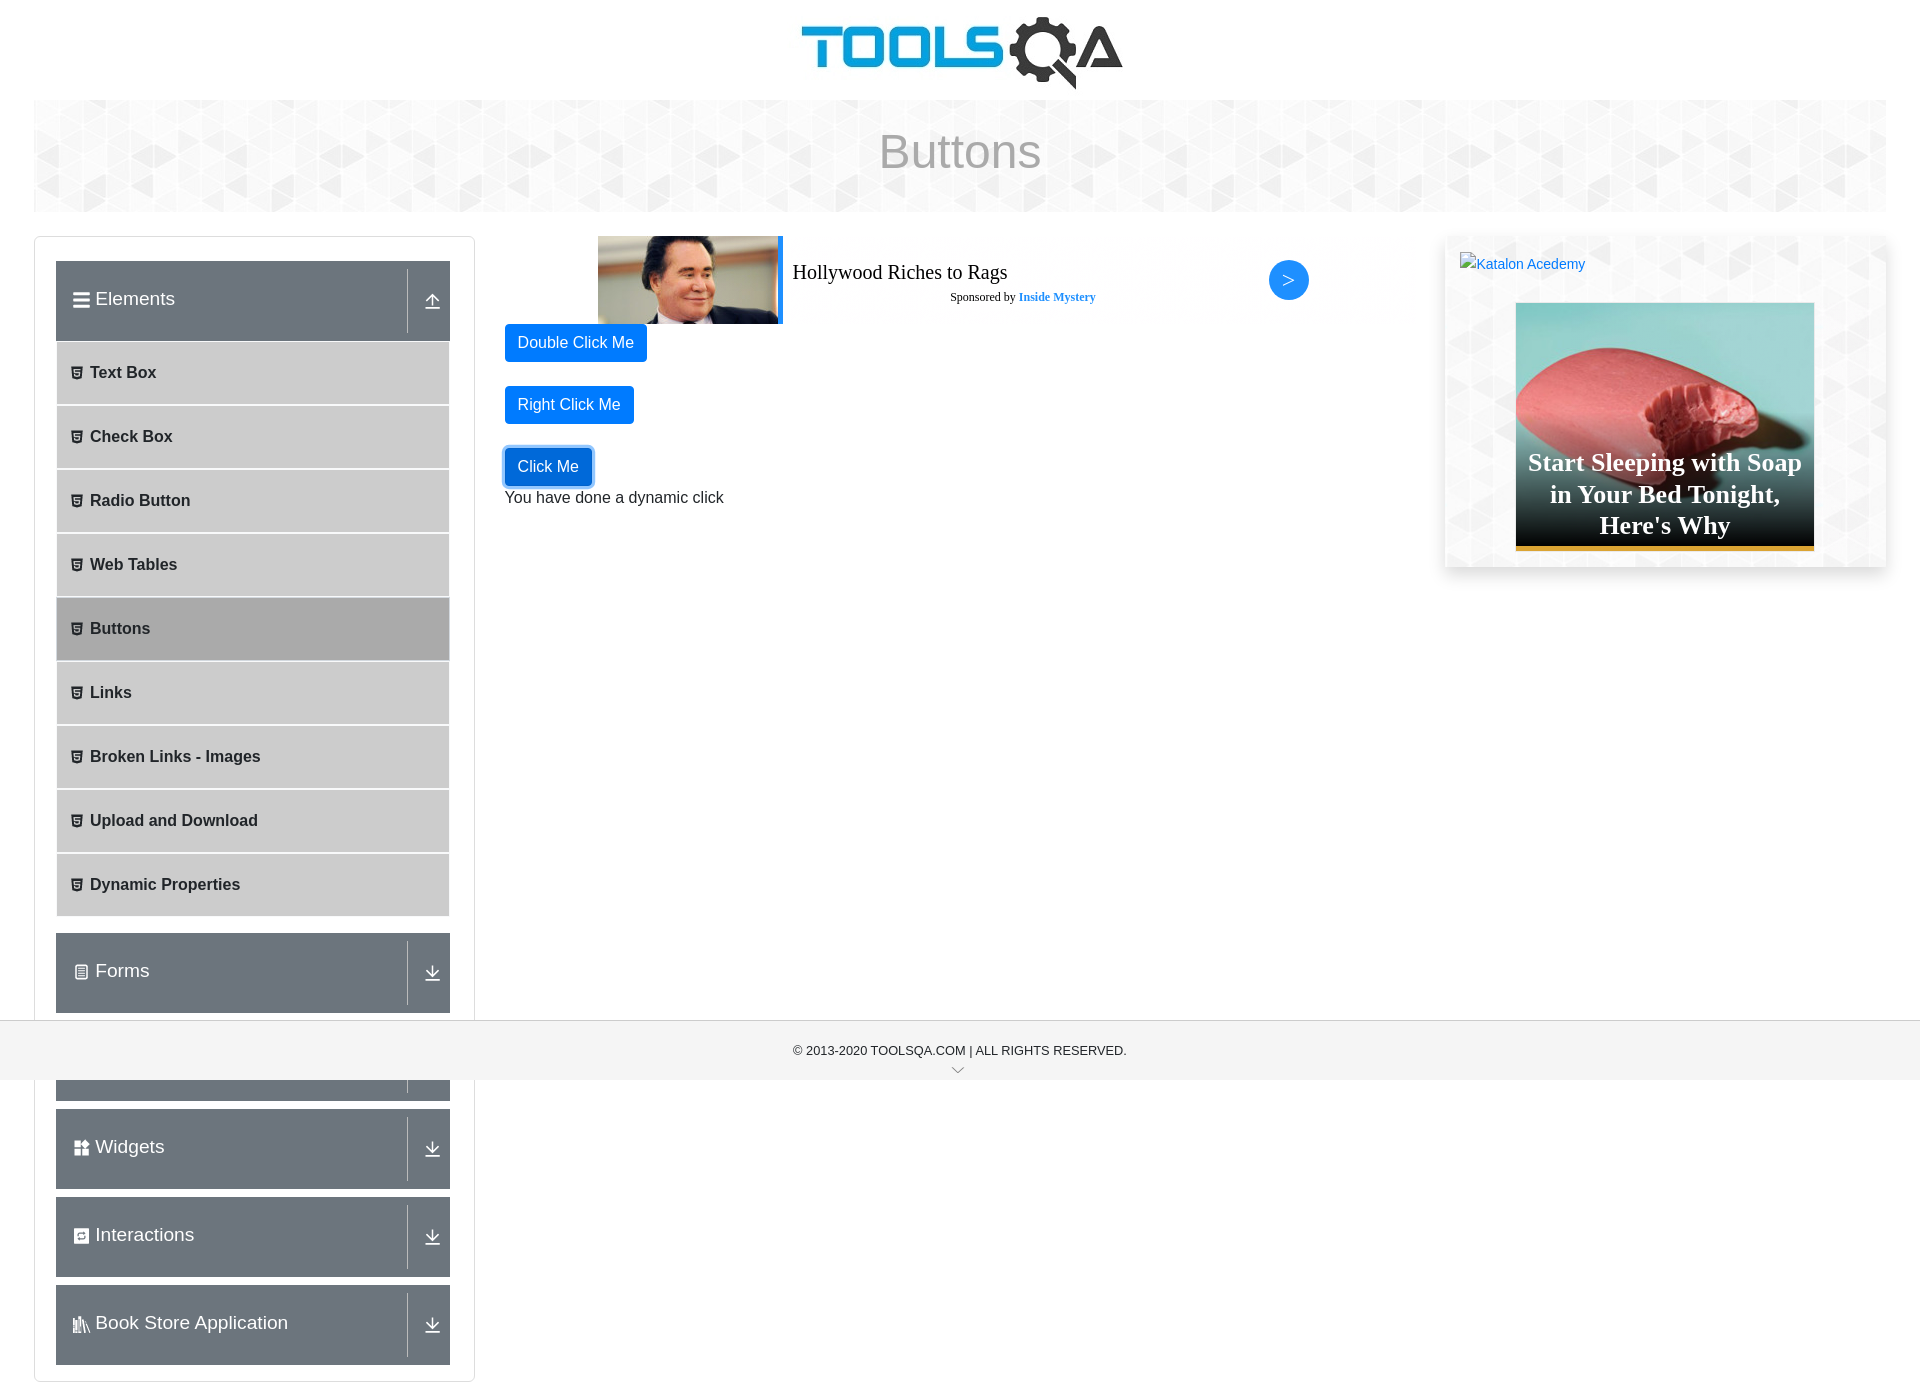 TOOLSQA
Buttons
Elements
Text Box
Check Box
Radio Button
Web Tables
Buttons
Links
Broken Links - Images
Upload and Download
Dynamic Properties
Forms
Widgets
Interactions
Book Store Application
Hollywood Riches to Rags
Sponsored by Inside Mystery
>
Double Click Me
Right Click Me
Click Me
You have done a dynamic click
Katalon Acedemy
Start Sleeping with Soap
in Your Bed Tonight,
Here's Why
© 2013-2020 TOOLSQA.COM | ALL RIGHTS RESERVED.